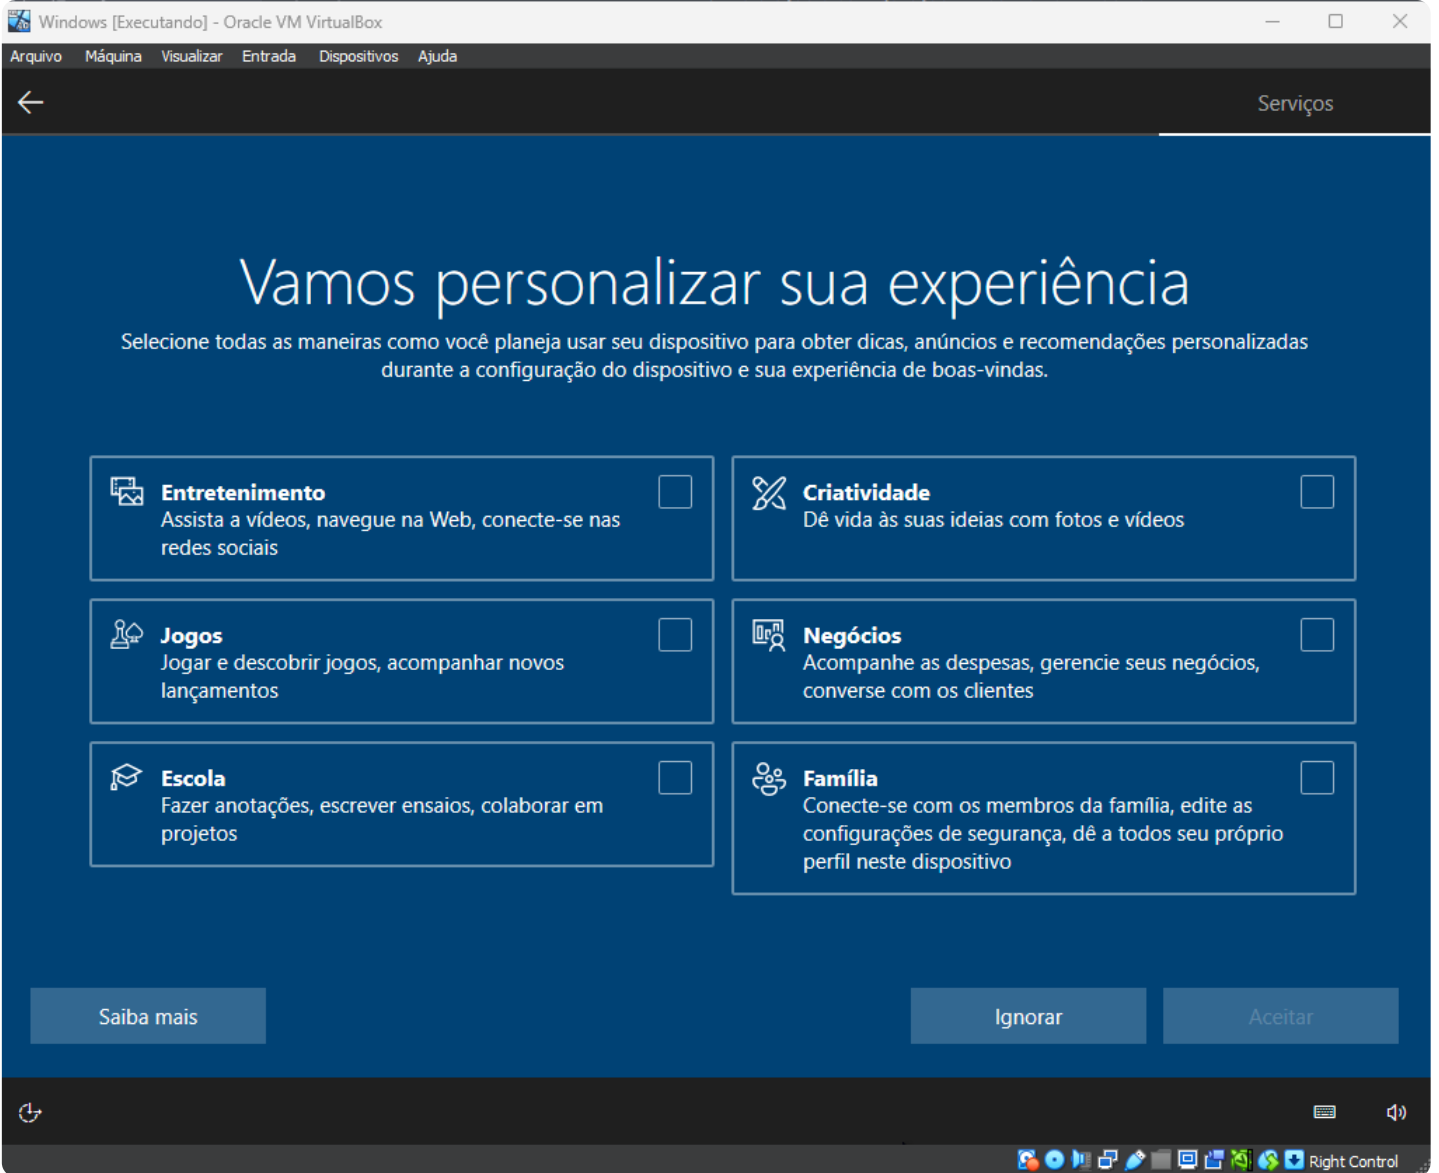 Windows [Executando] - Oracle VM VirtualBox
Arquivo Máquina Visualizar Entrada Dispositivos Ajuda
Serviços
Vamos personalizar sua experiência
Selecione todas as maneiras como você planeja usar seu dispositivo para obter dicas, anúncios e recomendações personalizadas
durante a configuração do dispositivo e sua experiência de boas-vindas.
Entretenimento
Assista a vídeos, navegue na Web, conecte-se nas
redes sociais
Criatividade
Dê vida às suas ideias com fotos e vídeos
Jogos
Jogar e descobrir jogos, acompanhar novos
lançamentos
Negócios
Acompanhe as despesas, gerencie seus negócios,
converse com os clientes
Escola
Fazer anotações, escrever ensaios, colaborar em
projetos
Família
Conecte-se com os membros da família, edite as
configurações de segurança, dê a todos seu próprio
perfil neste dispositivo
Saiba mais
Ignorar
Aceitar
Right Control